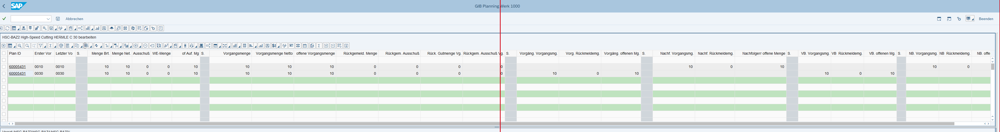 SAP
GIB Planning Werk 1000
Abbrechen
Beenden
HSC-BAZ2 High-Speed Cutting HERMLE C 30 bearbeiten
Plan ID Erster Vor Letzter Vo S. Menge Brt. Menge Net. Ausschuß WE-Menge of Auf. Mg S. Vorgangsmenge Vorgangsmenge Netto offene Vorgangsmenge Rückgemeld. Menge Rückgem. Ausschuß Rück. Gutmenge Vg. Rückgem. Ausschuß Vg. S. Vorgäng. Vorgangsmg. Vorg. Rückmeldemg. Vorgäng. offenen Mg. S. Nachf. Vorgangsmg. Nachf. Rückmeldemg. Nachfolgerr offene Menge S. VB. Vorgangsmg. VB Rückmeldemg. VB. offenen Mg. S. NB. Vorgangsmg. NB Rückmeldemg. NB. offe
60005431 0010 0010 10 10 0 0 10 10 10 10 0 0 0 0 10 0 10 10 0
60005431 0030 0030 10 10 0 0 10 10 10 10 0 0 0 0 10 0 10 10 0 10
Vorrat:/HSC-BAZ2/HSC-BAZ1/HSC-BAZ3/